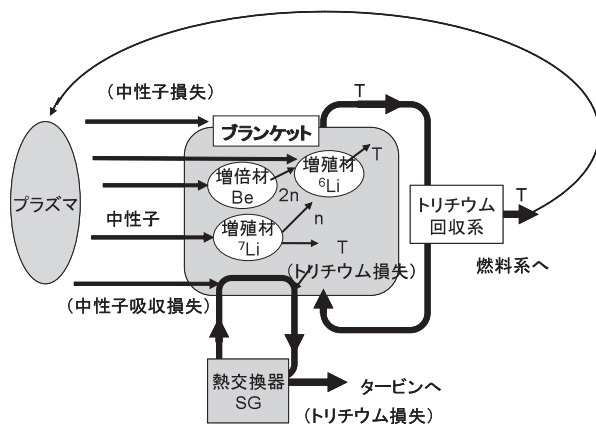 T
(中性子損失)
ブランケット
増殖材
⁶Li
T
増倍材
Be
2n
プラズマ
中性子
増殖材
⁷Li
n
T
トリチウム
回収系
T
燃料系へ
(トリチウム損失)
(中性子吸収損失)
熱交換器
SG
タービンへ
(トリチウム損失)